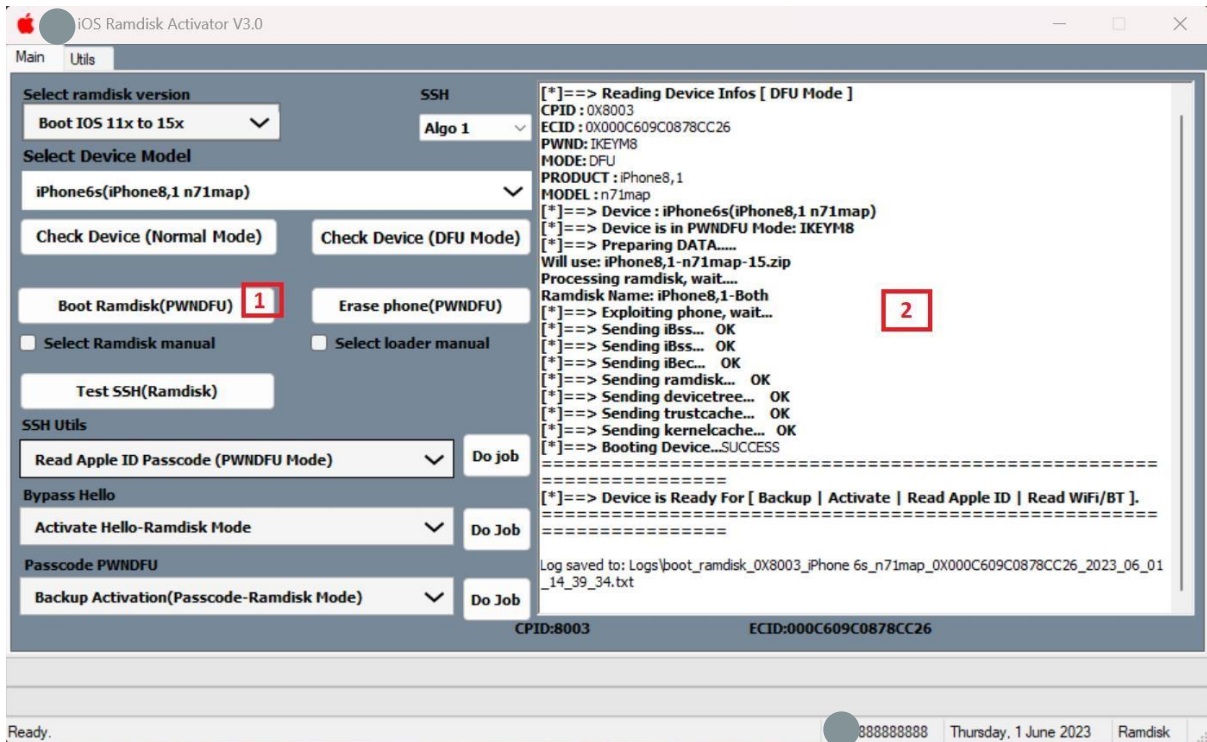 iOS Ramdisk Activator V3.0
Main Utils
Select ramdisk version
SSH
Boot IOS 11x to 15x
Algo 1
Select Device Model
iPhone6s(iPhone8,1 n71map)
Check Device (Normal Mode)
Check Device (DFU Mode)
Boot Ramdisk(PWNDFU)
1
Erase phone(PWNDFU)
Select Ramdisk manual
Select loader manual
Test SSH(Ramdisk)
SSH Utils
Read Apple ID Passcode (PWNDFU Mode)
Do job
Bypass Hello
Activate Hello-Ramdisk Mode
Do Job
Passcode PWNDFU
Backup Activation(Passcode-Ramdisk Mode)
Do Job
[*]==> Reading Device Infos [ DFU Mode ]
CPID : 0X8003
ECID : 0X000C609C0878CC26
PWND: IKEYM8
MODE: DFU
PRODUCT : iPhone8,1
MODEL : n71map
[*]==> Device : iPhone6s(iPhone8,1 n71map)
[*]==> Device is in PWNDFU Mode: IKEYM8
[*]==> Preparing DATA.....
Will use: iPhone8,1-n71map-15.zip
Processing ramdisk, wait....
Ramdisk Name: iPhone8,1-Both
[*]==> Exploiting phone, wait...
2
[*]==> Sending iBss... OK
[*]==> Sending iBss... OK
[*]==> Sending iBec... OK
[*]==> Sending ramdisk... OK
[*]==> Sending devicetree... OK
[*]==> Sending trustcache... OK
[*]==> Sending kernelcache... OK
[*]==> Booting Device...SUCCESS
=====================================================
================
[*]==> Device is Ready For [ Backup | Activate | Read Apple ID | Read WiFi/BT ].
=====================================================
================
Log saved to: Logs\boot_ramdisk_0X8003_iPhone 6s_n71map_0X000C609C0878CC26_2023_06_01
_14_39_34.txt
CPID:8003
ECID:000C609C0878CC26
Ready.
888888888
Thursday, 1 June 2023
Ramdisk